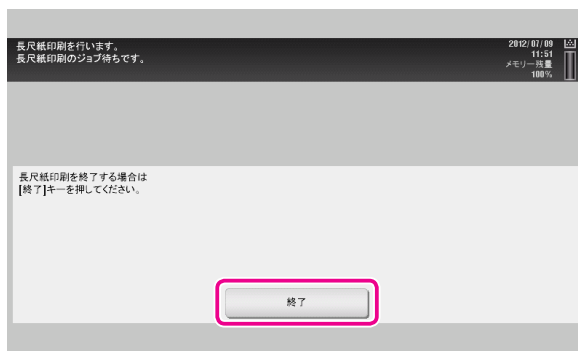 長尺紙印刷を行います。
長尺紙印刷のジョブ待ちです。
2012/07/09
11:51
メモリー残量
100%
長尺紙印刷を終了する場合は
[終了]キーを押してください。
終了